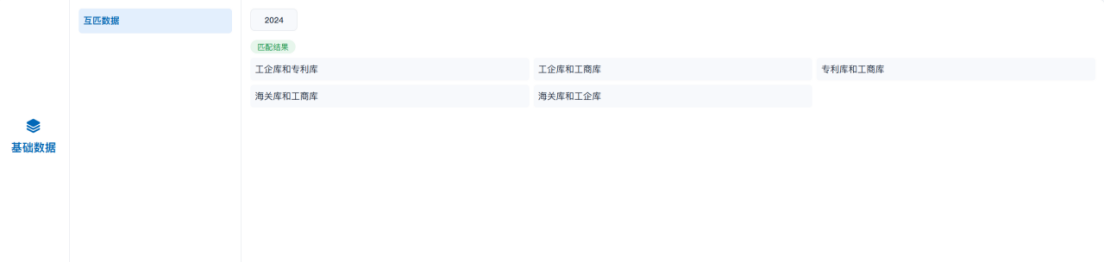 互匹数据
2024
匹配结果
工企库和专利库
工企库和工商库
专利库和工商库
海关库和工商库
海关库和工企库
基础数据